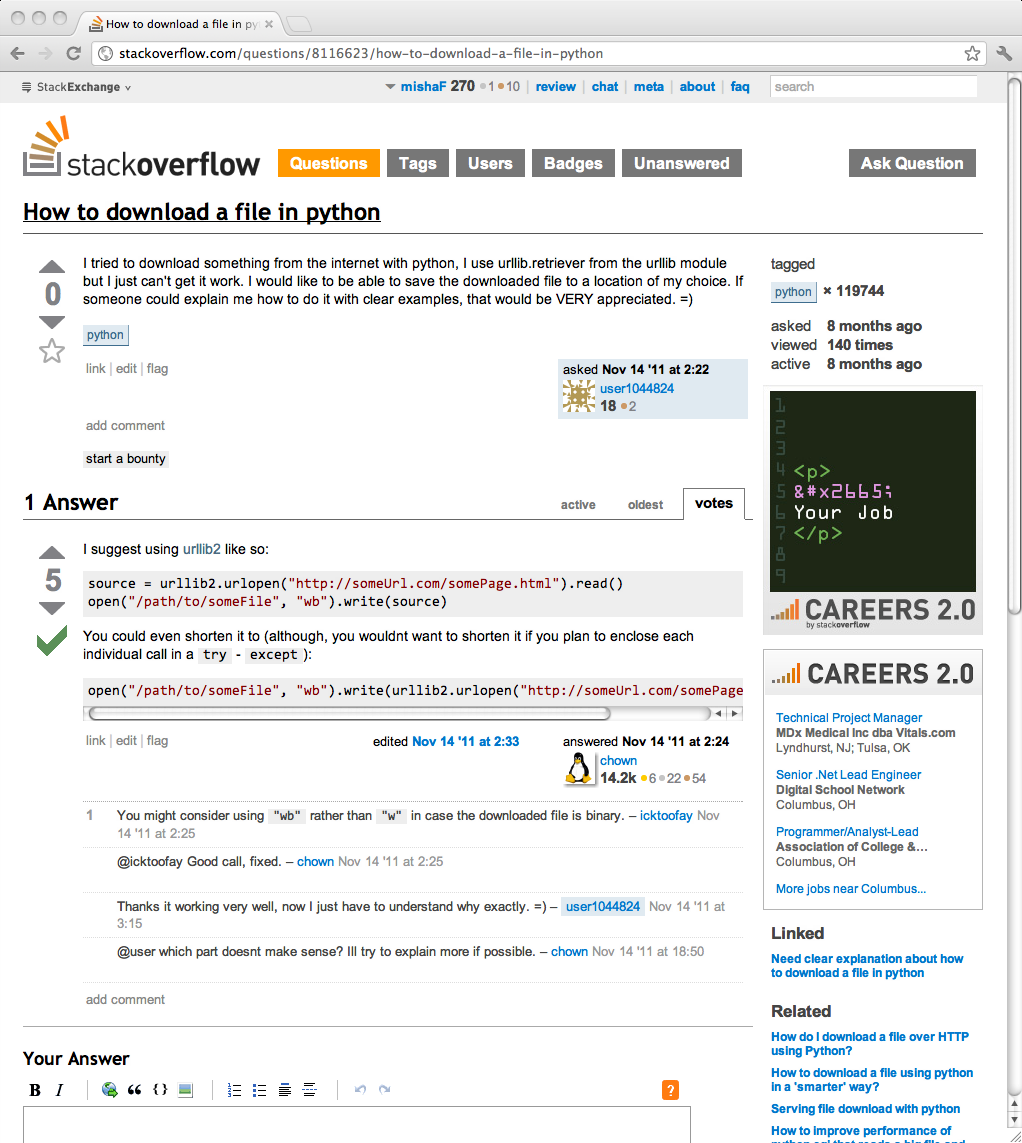 How to download a file in py
stackoverflow.com/questions/8116623/how-to-download-a-file-in-python
StackExchange
mishaF 270 1 10 | review | chat | meta | about | faq
search
stackoverflow
Questions
Tags
Users
Badges
Unanswered
Ask Question
How to download a file in python
I tried to download something from the internet with python, I use urllib.retriever from the urllib module
but I just can't get it work. I would like to be able to save the downloaded file to a location of my choice. If
someone could explain me how to do it with clear examples, that would be VERY appreciated. =)
0
python
link | edit | flag
asked Nov 14 '11 at 2:22
user1044824
18 2
add comment
start a bounty
1 Answer
active
oldest
votes
I suggest using urllib2 like so:
5
source = urllib2.urlopen("http://someUrl.com/somePage.html").read()
open("/path/to/someFile", "wb").write(source)
You could even shorten it to (although, you wouldnt want to shorten it if you plan to enclose each
individual call in a try - except ):
open("/path/to/someFile", "wb").write(urllib2.urlopen("http://someUrl.com/somePage
link | edit | flag
edited Nov 14 '11 at 2:33
answered Nov 14 '11 at 2:24
chown
14.2k 6 22 54
1 You might consider using "wb" rather than "w" in case the downloaded file is binary. – icktoofay Nov
14 '11 at 2:25
@icktoofay Good call, fixed. – chown Nov 14 '11 at 2:25
Thanks it working very well, now I just have to understand why exactly. =) – user1044824 Nov 14 '11 at
3:15
@user which part doesnt make sense? Ill try to explain more if possible. – chown Nov 14 '11 at 18:50
add comment
Your Answer
B I
?
tagged
python × 119744
asked 8 months ago
viewed 140 times
active 8 months ago
1
2
3
4 <p>
5 &#x2665;
6 Your Job
7 </p>
8
9
CAREERS 2.0
by stackoverflow
CAREERS 2.0
Technical Project Manager
MDx Medical Inc dba Vitals.com
Lyndhurst, NJ; Tulsa, OK
Senior .Net Lead Engineer
Digital School Network
Columbus, OH
Programmer/Analyst-Lead
Association of College &…
Columbus, OH
More jobs near Columbus...
Linked
Need clear explanation about how
to download a file in python
Related
How do I download a file over HTTP
using Python?
How to download a file using python
in a 'smarter' way?
Serving file download with python
How to improve performance of
python cgi that reads a big file and